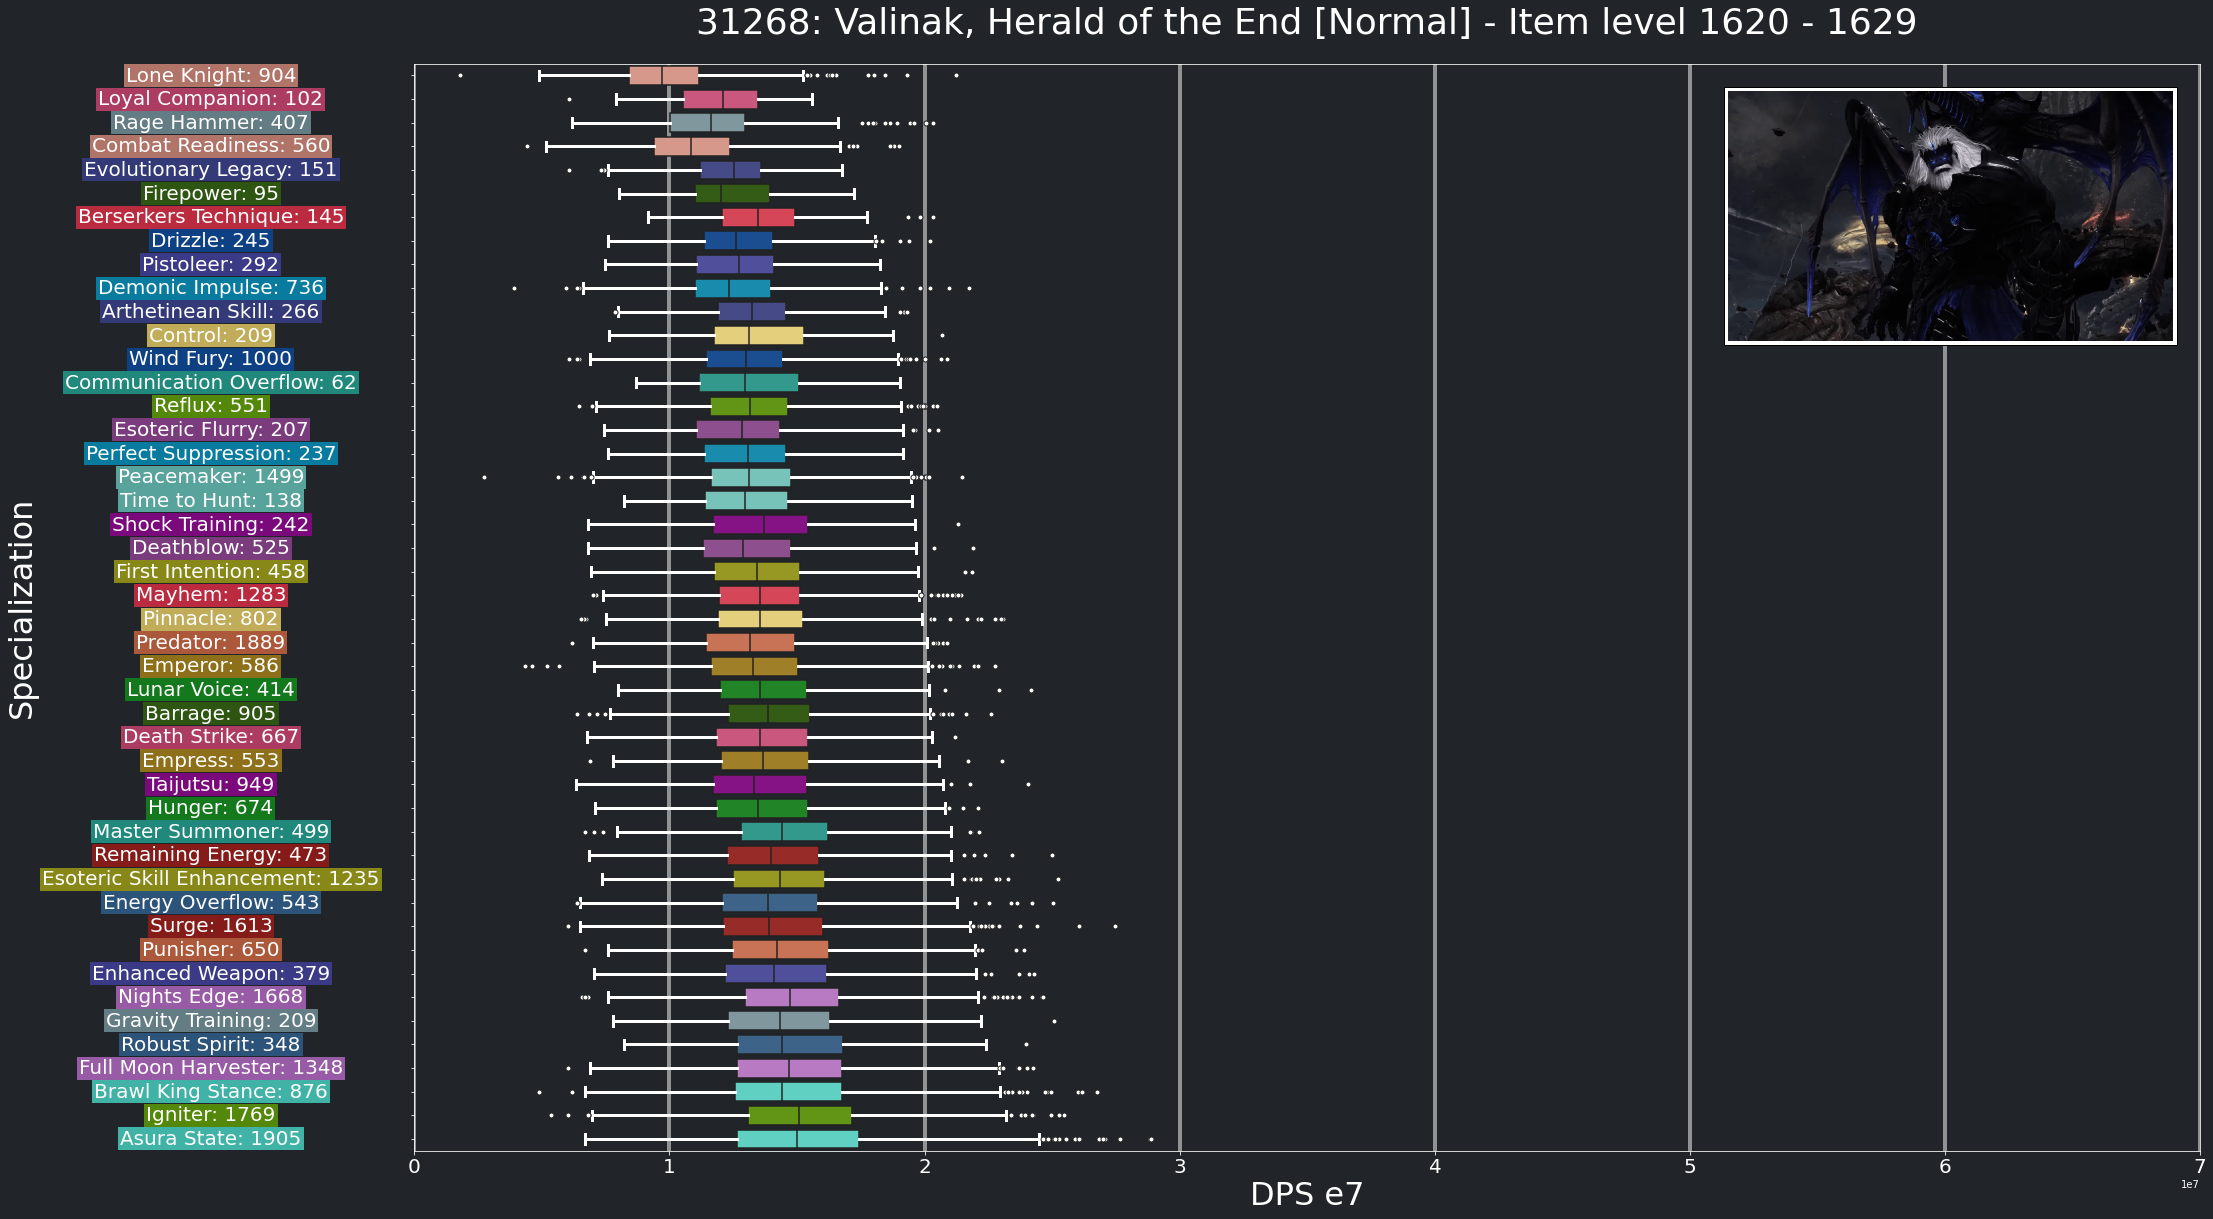 31268: Valinak, Herald of the End [Normal] - Item level 1620 - 1629
Lone Knight: 904
Loyal Companion: 102
Rage Hammer: 407
Combat Readiness: 560
Evolutionary Legacy: 151
Firepower: 95
Berserkers Technique: 145
Drizzle: 245
Pistoleer: 292
Demonic Impulse: 736
Arthetinean Skill: 266
Control: 209
Wind Fury: 1000
Communication Overflow: 62
Reflux: 551
Esoteric Flurry: 207
Perfect Suppression: 237
Peacemaker: 1499
Time to Hunt: 138
Shock Training: 242
Deathblow: 525
First Intention: 458
Mayhem: 1283
Pinnacle: 802
Predator: 1889
Emperor: 586
Lunar Voice: 414
Barrage: 905
Death Strike: 667
Empress: 553
Taijutsu: 949
Hunger: 674
Master Summoner: 499
Remaining Energy: 473
Esoteric Skill Enhancement: 1235
Energy Overflow: 543
Surge: 1613
Punisher: 650
Enhanced Weapon: 379
Nights Edge: 1668
Gravity Training: 209
Robust Spirit: 348
Full Moon Harvester: 1348
Brawl King Stance: 876
Igniter: 1769
Asura State: 1905
Specialization
0 1 2 3 4 5 6 7
1e7
DPS e7